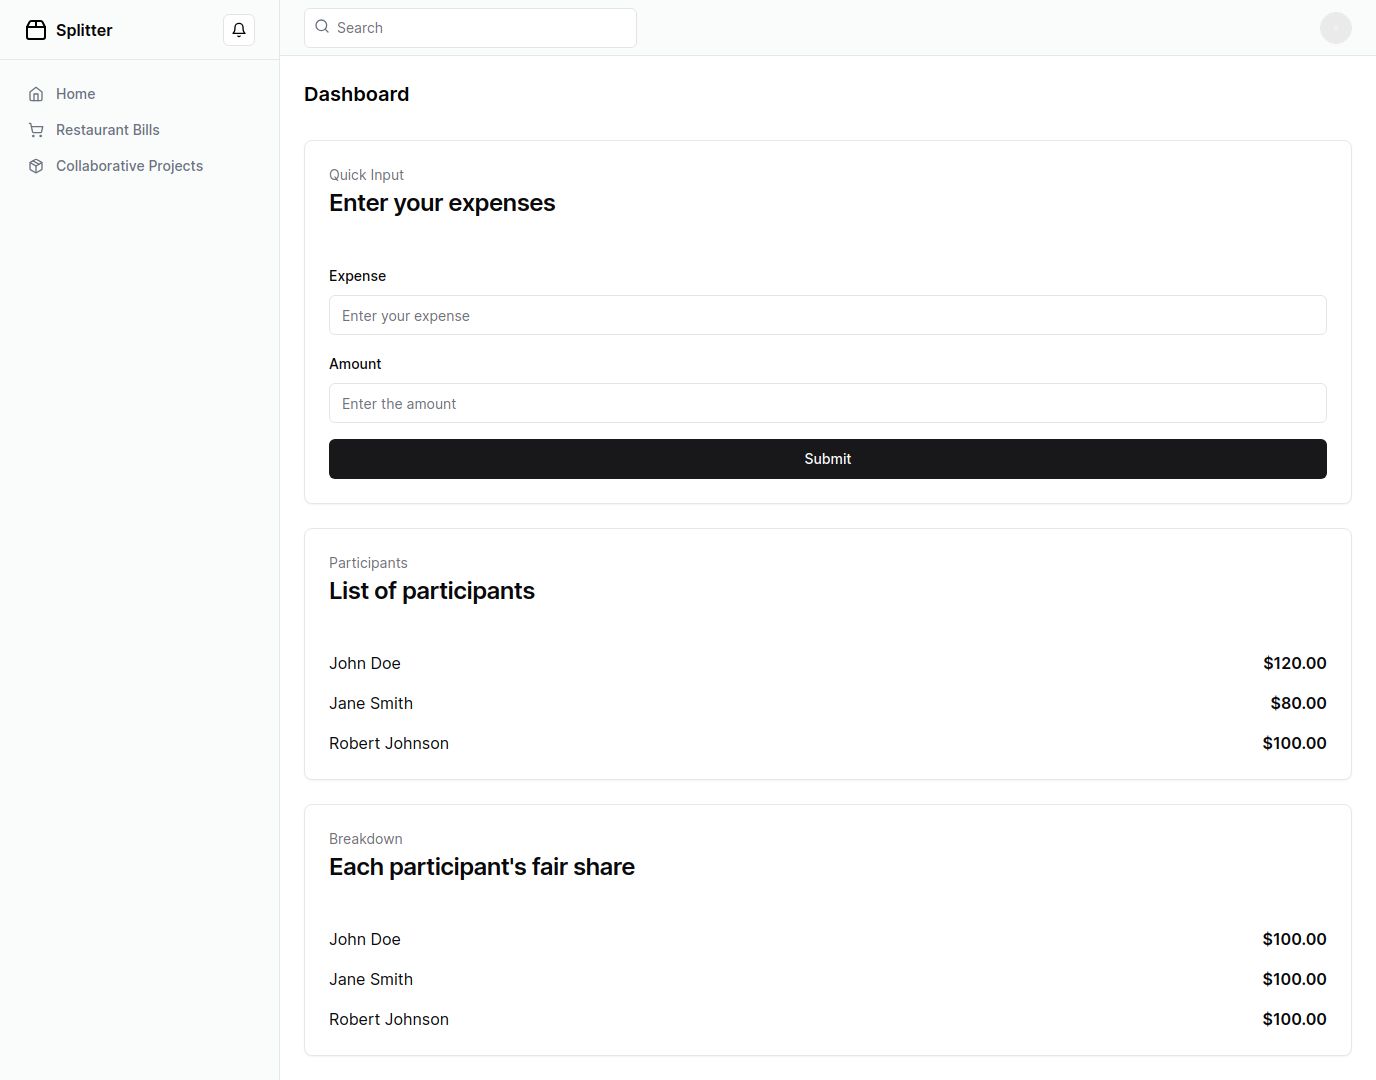 Splitter
Search
Home
Restaurant Bills
Collaborative Projects
Dashboard
Quick Input
Enter your expenses
Expense
Enter your expense
Amount
Enter the amount
Submit
Participants
List of participants
John Doe $120.00
Jane Smith $80.00
Robert Johnson $100.00
Breakdown
Each participant's fair share
John Doe $100.00
Jane Smith $100.00
Robert Johnson $100.00